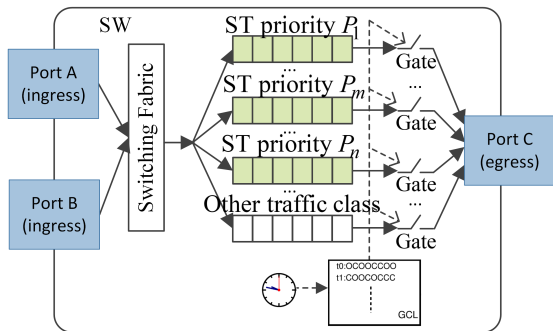 SW
ST priority P1
...
Gate
Port A
(ingress)
Switching Fabric
...
ST priority Pm
...
Gate
Port C
(egress)
ST priority Pn
...
Gate
Port B
(ingress)
...
Other traffic class
Gate
t0:OCOOCCOO
t1:COOCOCCC
GCL